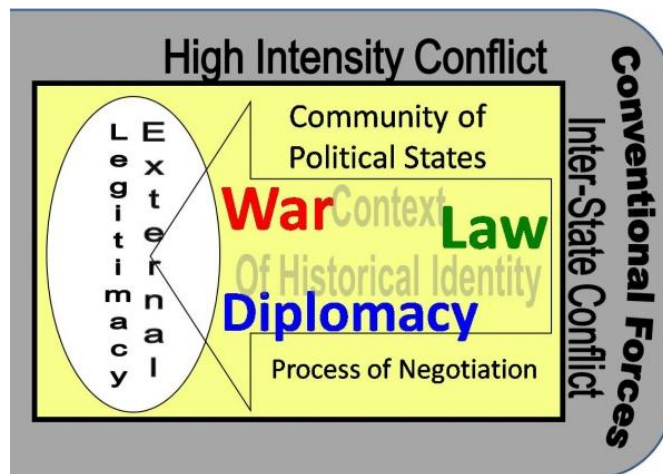 High Intensity Conflict
Conventional Forces
Inter-State Conflict
External
Legitimacy
Community of
Political States
War
Context
Law
Of Historical Identity
Diplomacy
Process of Negotiation